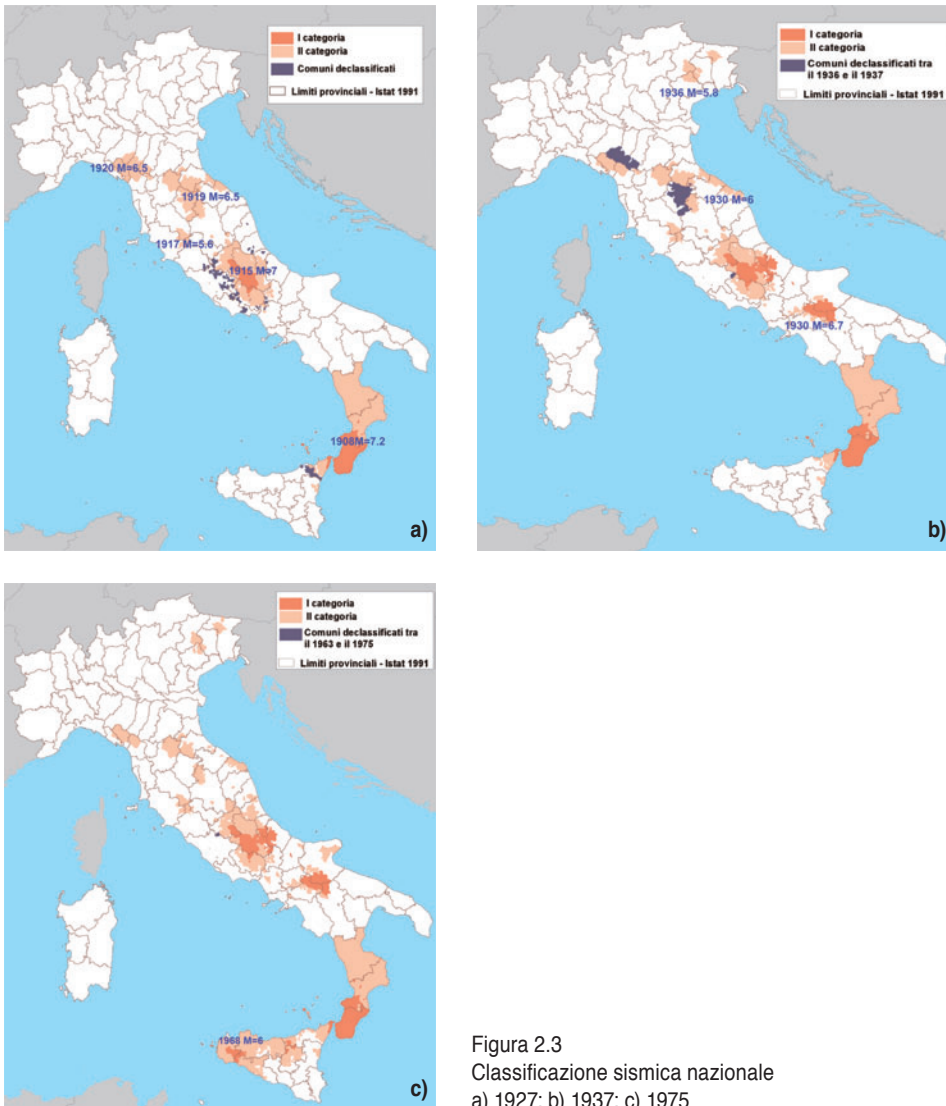 I categoria
II categoria
Comuni declassificati
Limiti provinciali - Istat 1991
1920 M=6.5
1919 M=6.5
1917 M=5.6
1915 M=7
1908M=7.2
a)
I categoria
II categoria
Comuni declassificati tra
il 1936 e il 1937
Limiti provinciali - Istat 1991
1936 M=5.8
1930 M=6
1930 M=6.7
b)
I categoria
II categoria
Comuni declassificati tra
il 1963 e il 1975
Limiti provinciali - Istat 1991
1968 M=6
c)
Figura 2.3
Classificazione sismica nazionale
a) 1927; b) 1937; c) 1975